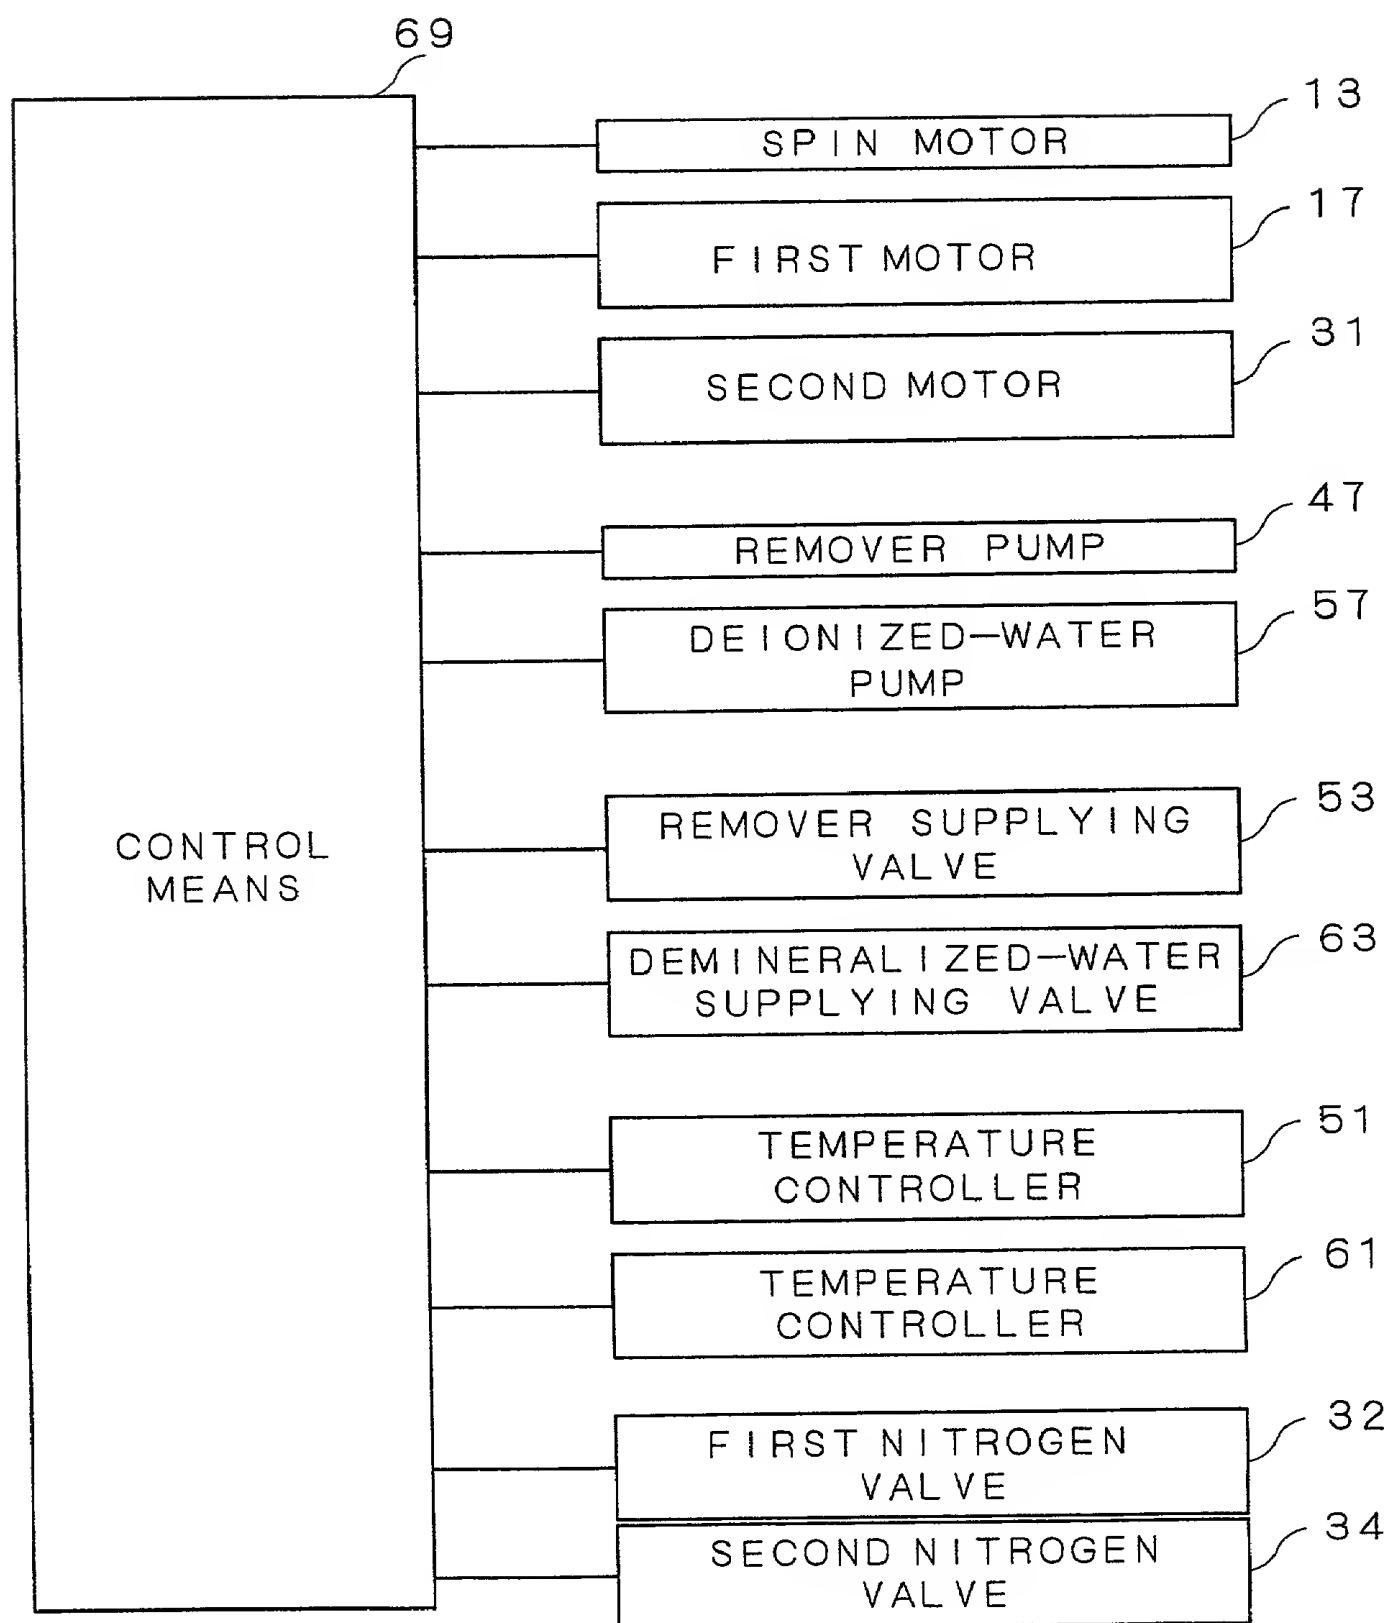 69
13
SPIN MOTOR
17
FIRST MOTOR
31
SECOND MOTOR
47
REMOVER PUMP
57
DEIONIZED-WATER
PUMP
53
REMOVER SUPPLYING
VALVE
CONTROL
MEANS
63
DEMINERALIZED-WATER
SUPPLYING VALVE
51
TEMPERATURE
CONTROLLER
61
TEMPERATURE
CONTROLLER
32
FIRST NITROGEN
VALVE
34
SECOND NITROGEN
VALVE